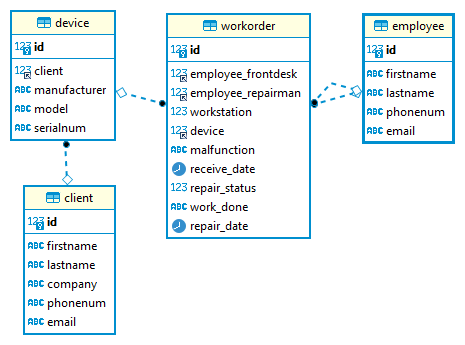 device
123 id
123 client
ABC manufacturer
ABC model
ABC serialnum
workorder
123 id
123 employee_frontdesk
123 employee_repairman
123 workstation
123 device
ABC malfunction
receive_date
123 repair_status
ABC work_done
repair_date
employee
123 id
ABC firstname
ABC lastname
ABC phonenum
ABC email
client
123 id
ABC firstname
ABC lastname
ABC company
ABC phonenum
ABC email